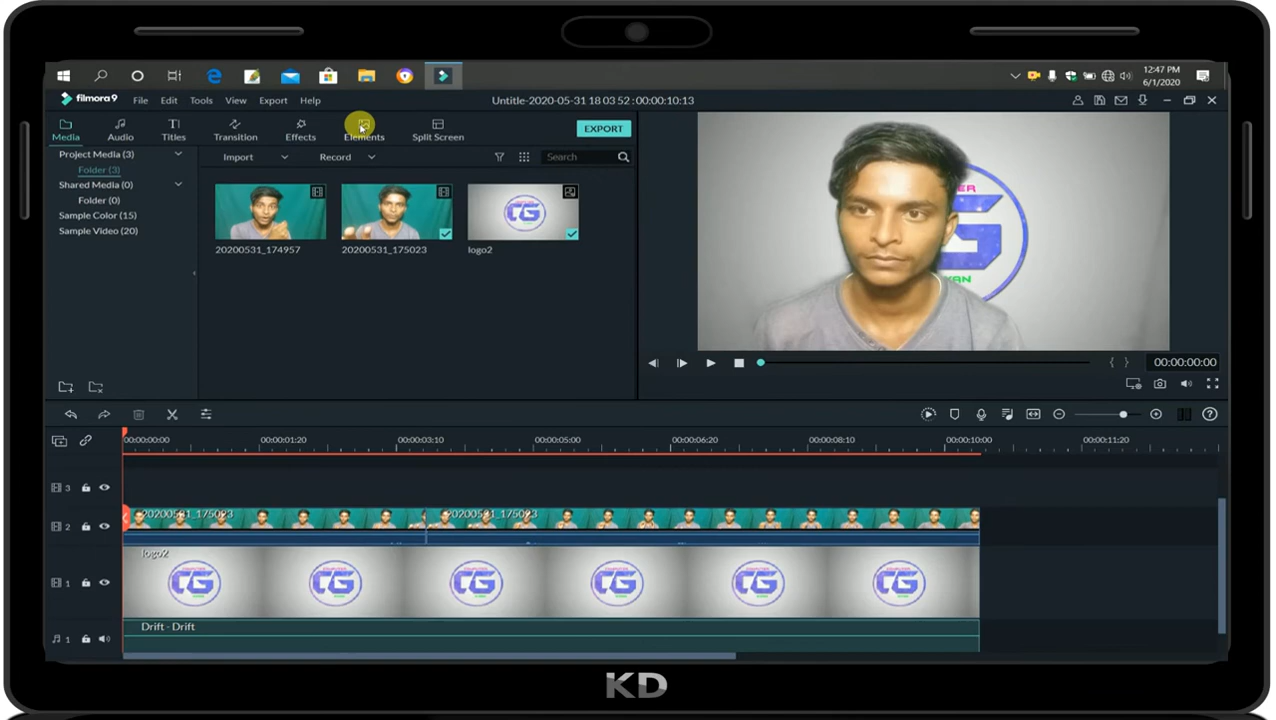 12:47 PM
6/1/2020
filmora9
File Edit Tools View Export Help
Untitle-2020-05-31 18 03 52 : 00:00:10:13
Media Audio Titles Transition Effects Elements Split Screen
EXPORT
Project Media (3)
Folder (3)
Shared Media (0)
Folder (0)
Sample Color (15)
Sample Video (20)
Import Record Search
20200531_174957 20200531_175023 logo2
00:00:00:00
00:00:00:00 00:00:01:20 00:00:03:10 00:00:05:00 00:00:06:20 00:00:08:10 00:00:10:00 00:00:11:20
3
2
20200531_175023 20200531_175023
logo2
1
Drift - Drift
1
KD